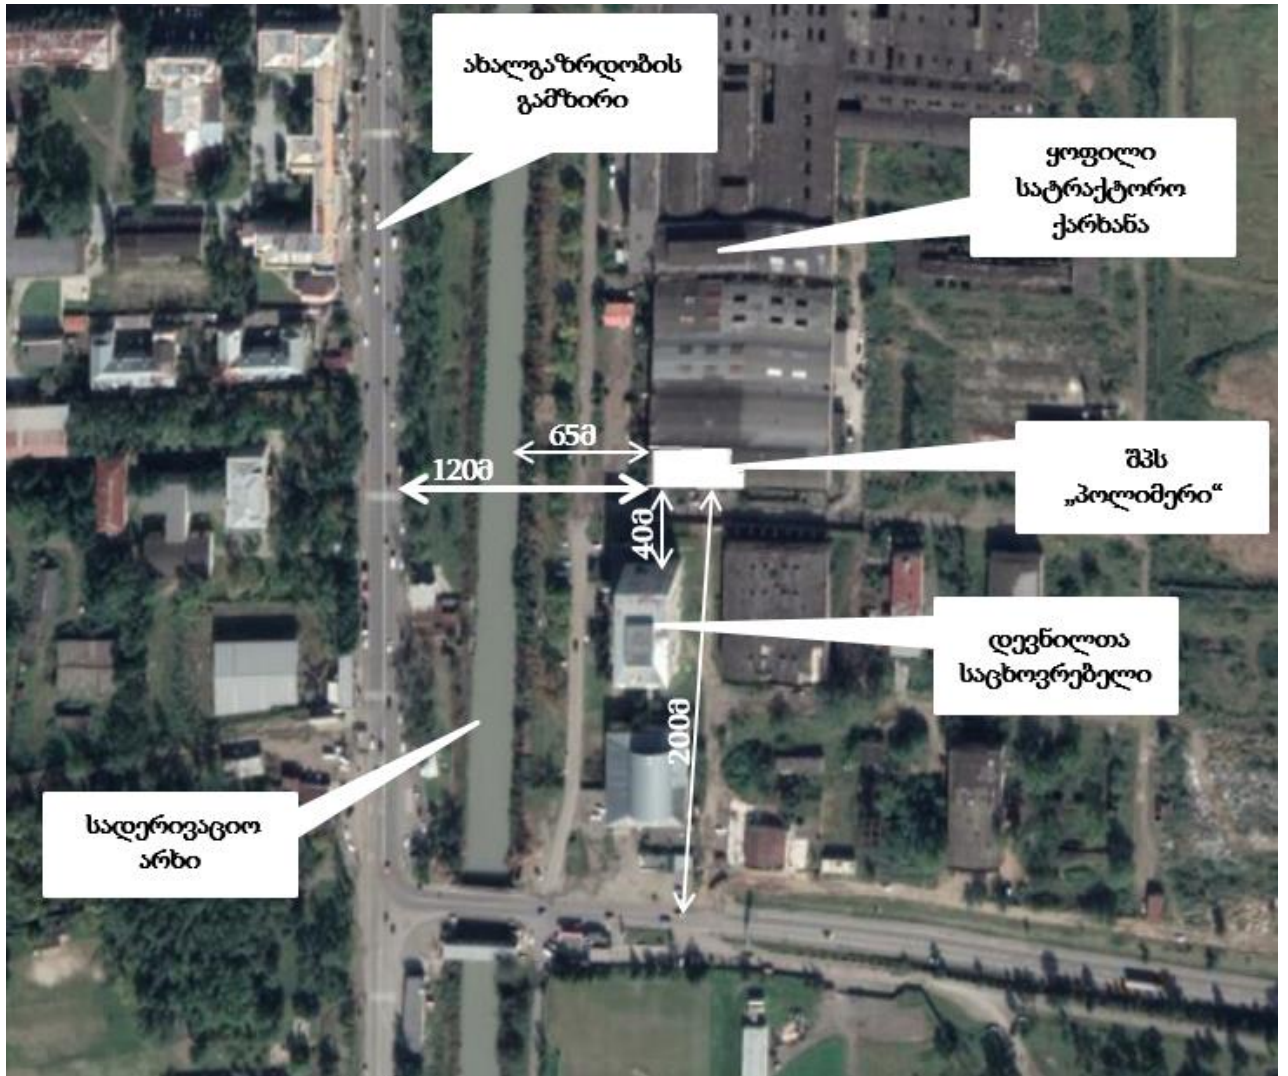 ახალგაზრდობის
გამზირი
ყოფილი
სატრაქტორო
ქარხანა
65მ
120მ
შპს
„პოლიმერი“
40მ
დევნილთა
საცხოვრებელი
200მ
სადერივაციო
არხი